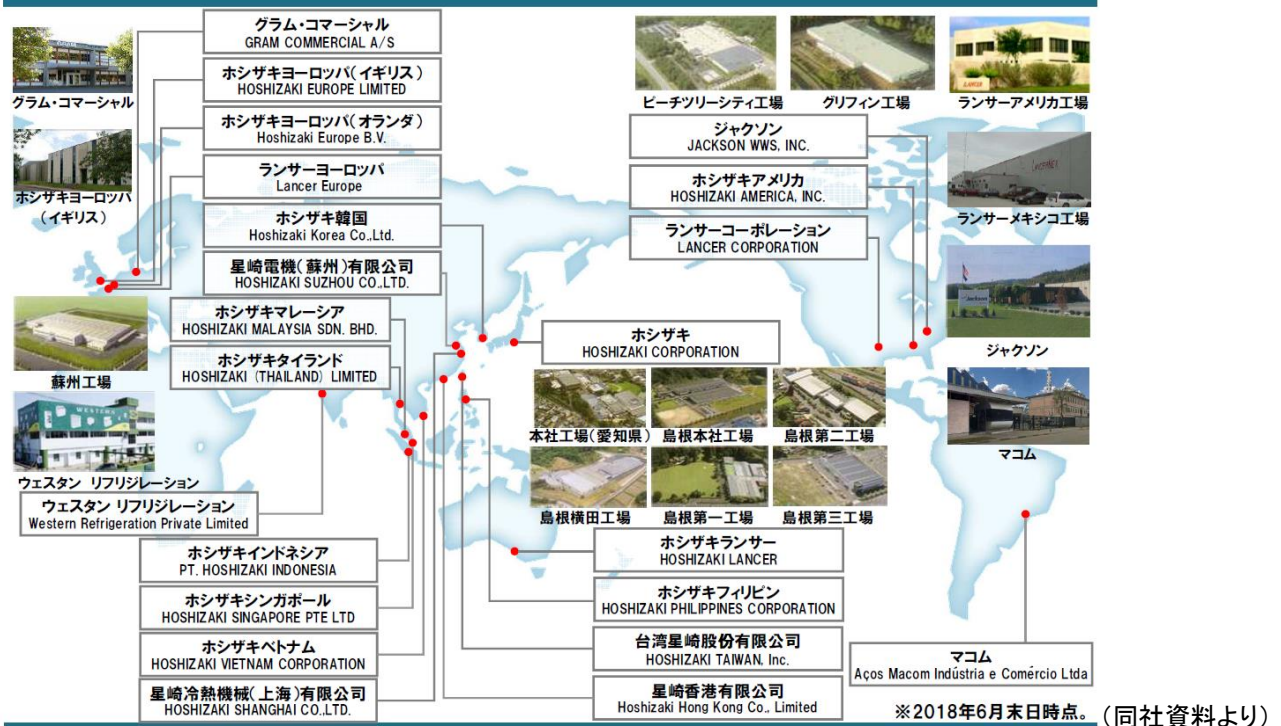 グラム・コマーシャル
GRAM COMMERCIAL A/S
ホシザキヨーロッパ(イギリス)
HOSHIZAKI EUROPE LIMITED
ホシザキヨーロッパ(オランダ)
Hoshizaki Europe B.V.
ランサーヨーロッパ
Lancer Europe
ホシザキ韓国
Hoshizaki Korea Co.,Ltd.
星崎電機(蘇州)有限公司
HOSHIZAKI SUZHOU CO.,LTD.
ホシザキマレーシア
HOSHIZAKI MALAYSIA SDN. BHD.
ホシザキタイランド
HOSHIZAKI (THAILAND) LIMITED
グラム・コマーシャル
ホシザキヨーロッパ
(イギリス)
蘇州工場
WESTERN
ウェスタン リフリジレーション
ウェスタン リフリジレーション
Western Refrigeration Private Limited
ホシザキインドネシア
PT. HOSHIZAKI INDONESIA
ホシザキシンガポール
HOSHIZAKI SINGAPORE PTE LTD
ホシザキベトナム
HOSHIZAKI VIETNAM CORPORATION
星崎冷熱機械(上海)有限公司
HOSHIZAKI SHANGHAI CO.,LTD.
ピーチツリーシティ工場
グリフィン工場
LANCER
ランサーアメリカ工場
ジャクソン
JACKSON WWS, INC.
ホシザキアメリカ
HOSHIZAKI AMERICA, INC.
ランサーコーポレーション
LANCER CORPORATION
ランサーメキシコ工場
Jackson
ジャクソン
マコム
ホシザキ
HOSHIZAKI CORPORATION
本社工場(愛知県)
島根本社工場
島根第二工場
島根横田工場
島根第一工場
島根第三工場
ホシザキランサー
HOSHIZAKI LANCER
ホシザキフィリピン
HOSHIZAKI PHILIPPINES CORPORATION
台湾星崎股份有限公司
HOSHIZAKI TAIWAN, Inc.
星崎香港有限公司
Hoshizaki Hong Kong Co., Limited
マコム
Aços Macom Indústria e Comércio Ltda
※2018年6月末日時点。
(同社資料より)